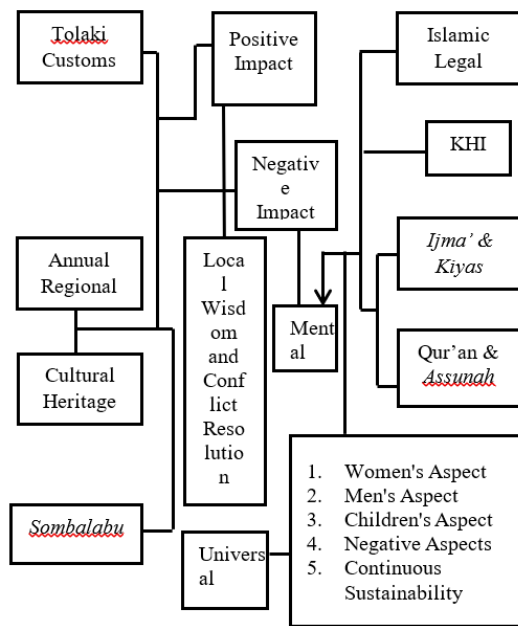 Tolaki
Customs
Positive
Impact
Islamic
Legal
KHI
Negativ
e
Impact
Annual
Regional
Loca
l
Wisd
om
and
Conf
lict
Reso
lutio
n
Ijma' &
Kiyas
Ment
al
Cultural
Heritage
Qur'an &
Assunah
Sombalabu
Univers
al
1. Women's Aspect
2. Men's Aspect
3. Children's Aspect
4. Negative Aspects
5. Continuous
Sustainability